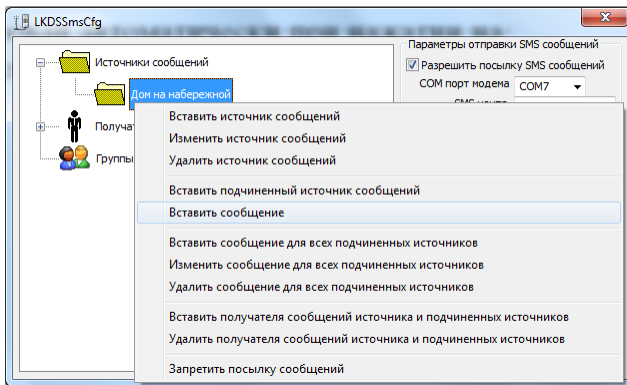 LKDSSmsCfg
Источники сообщений
Дом на набережной
Получа
Группы
Параметры отправки SMS сообщений
Разрешить посылку SMS сообщений
COM порт модема COM7
Вставить источник сообщений
Изменить источник сообщений
Удалить источник сообщений
Вставить подчиненный источник сообщений
Вставить сообщение
Вставить сообщение для всех подчиненных источников
Изменить сообщение для всех подчиненных источников
Удалить сообщение для всех подчиненных источников
Вставить получателя сообщений источника и подчиненных источников
Удалить получателя сообщений источника и подчиненных источников
Запретить посылку сообщений